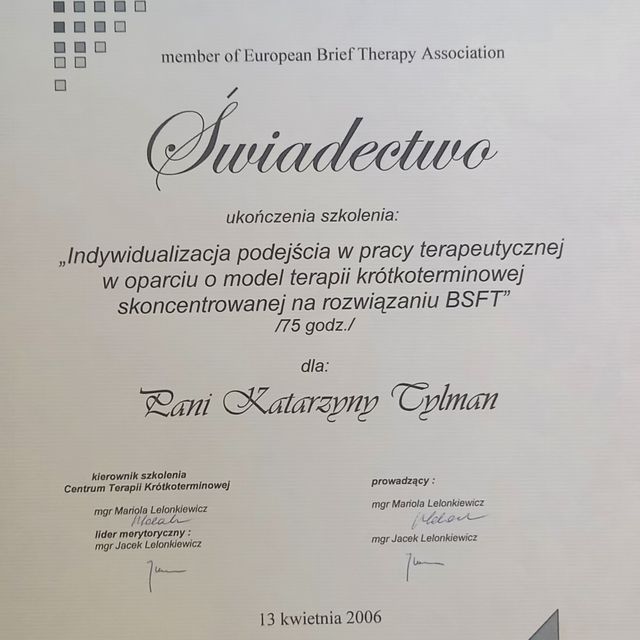 member of European Brief Therapy Association
Świadectwo
ukończenia szkolenia:
„Indywidualizacja podejścia w pracy terapeutycznej
w oparciu o model terapii krótkoterminowej
skoncentrowanej na rozwiązaniu BSFT”
/75 godz./
dla:
Pani Katarzyny Tylman
kierownik szkolenia
Centrum Terapii Krótkoterminowej
mgr Mariola Lelonkiewicz
lider merytoryczny :
mgr Jacek Lelonkiewicz
prowadzący :
mgr Mariola Lelonkiewicz
mgr Jacek Lelonkiewicz
13 kwietnia 2006